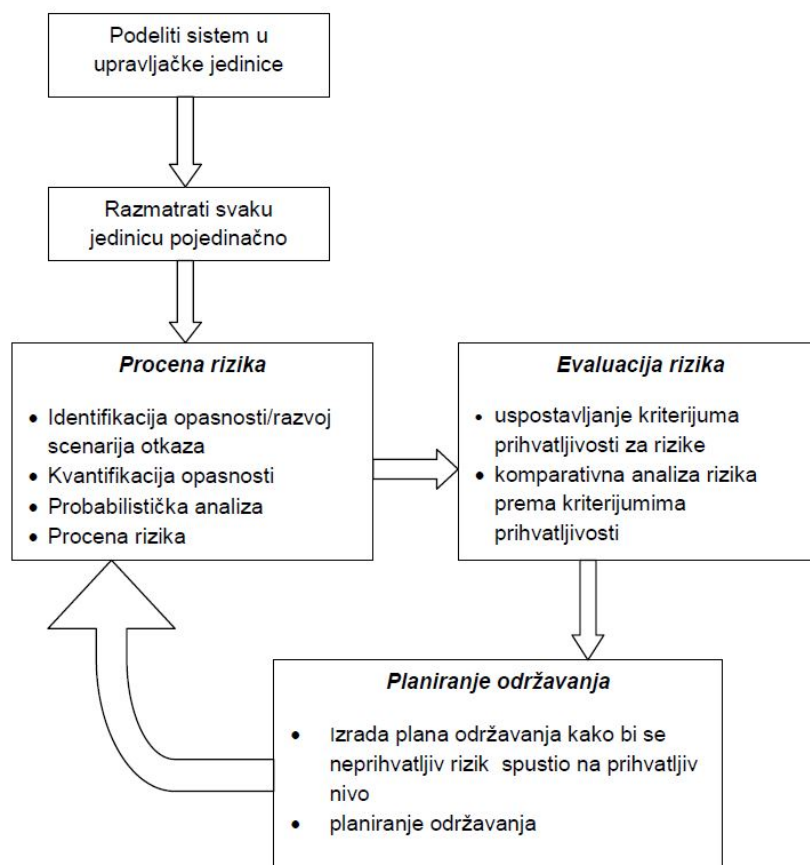 Podeliti sistem u
upravljačke jedinice
Razmatrati svaku
jedinicu pojedinačno
Procena rizika
• Identifikacija opasnosti/razvoj
scenarija otkaza
• Kvantifikacija opasnosti
• Probabilistička analiza
• Procena rizika
Evaluacija rizika
• uspostavljanje kriterijuma
prihvatljivosti za rizike
• komparativna analiza rizika
prema kriterijumima
prihvatljivosti
Planiranje održavanja
• Izrada plana održavanja kako bi se
neprihvatljiv rizik spustio na prihvatljiv
nivo
• planiranje održavanja